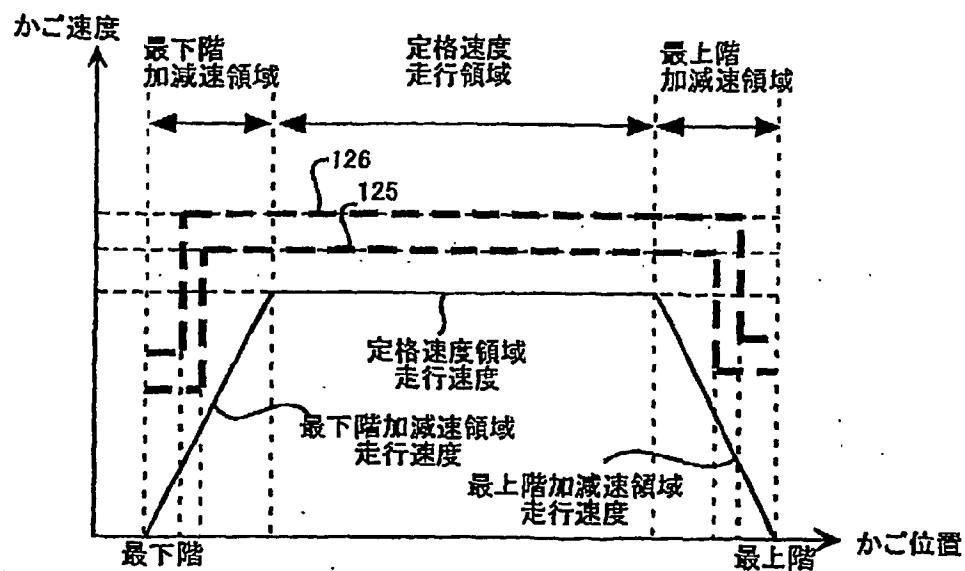 かご速度
最下階
加減速領域
定格速度
走行領域
最上階
加減速領域
126
125
定格速度領域
走行速度
最下階加減速領域
走行速度
最上階加減速領域
走行速度
最下階
最上階
かご位置